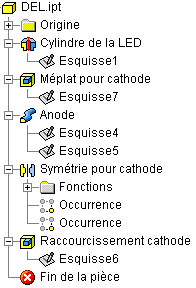 DEL.ipt
Origine
Cylindre de la LED
Esquisse1
Méplat pour cathode
Esquisse7
Anode
Esquisse4
Esquisse5
Symétrie pour cathode
Fonctions
Occurrence
Occurrence
Raccourcissement cathode
Esquisse6
Fin de la pièce